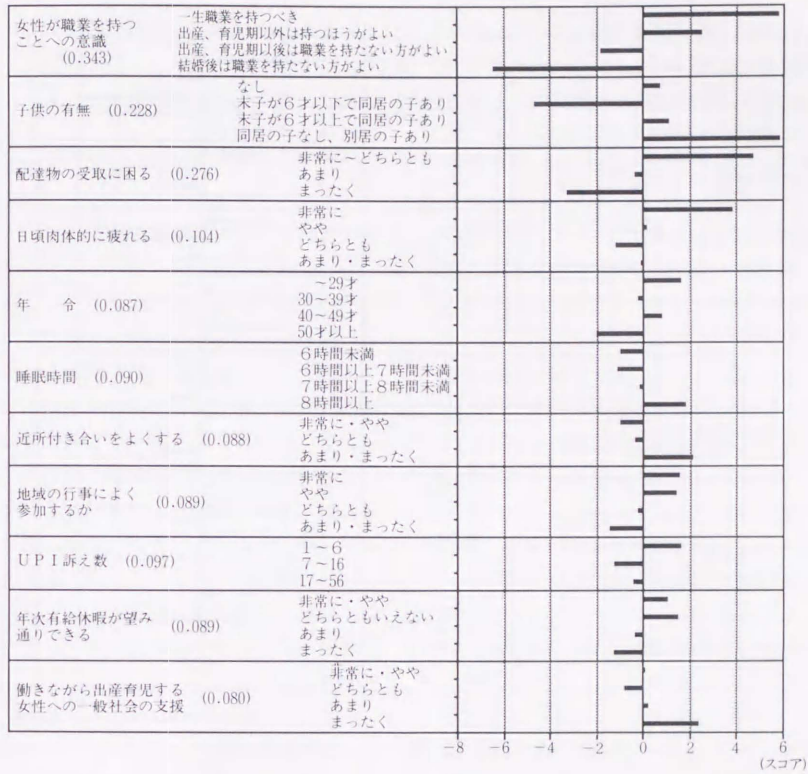 女性が職業を持つ
ことへの意識
(0.343)
一生職業を持つべき
出産、育児期以外は持つほうがよい
出産、育児期以後は職業を持たない方がよい
結婚後は職業を持たない方がよい
子供の有無 (0.228)
なし
末子が6才以下で同居の子あり
末子が6才以上で同居の子あり
同居の子なし、別居の子あり
配達物の受取に困る (0.276)
非常に～どちらとも
あまり
まったく
日頃肉体的に疲れる (0.104)
非常に
やや
どちらとも
あまり・まったく
年 令 (0.087)
～29才
30～39才
40～49才
50才以上
睡眠時間 (0.090)
6時間未満
6時間以上7時間未満
7時間以上8時間未満
8時間以上
近所付き合いをよくする (0.088)
非常に・やや
どちらとも
あまり・まったく
地域の行事によく
参加するか
(0.089)
非常に
やや
どちらとも
あまり・まったく
UPI訴え数 (0.097)
1～6
7～16
17～56
年次有給休暇が望み
通りできる
(0.089)
非常に・やや
どちらともいえない
あまり
まったく
働きながら出産育児する
女性への一般社会の支援
(0.080)
非常に・やや
どちらとも
あまり
まったく
-8 -6 -4 -2 0 2 4 6
(スコア)